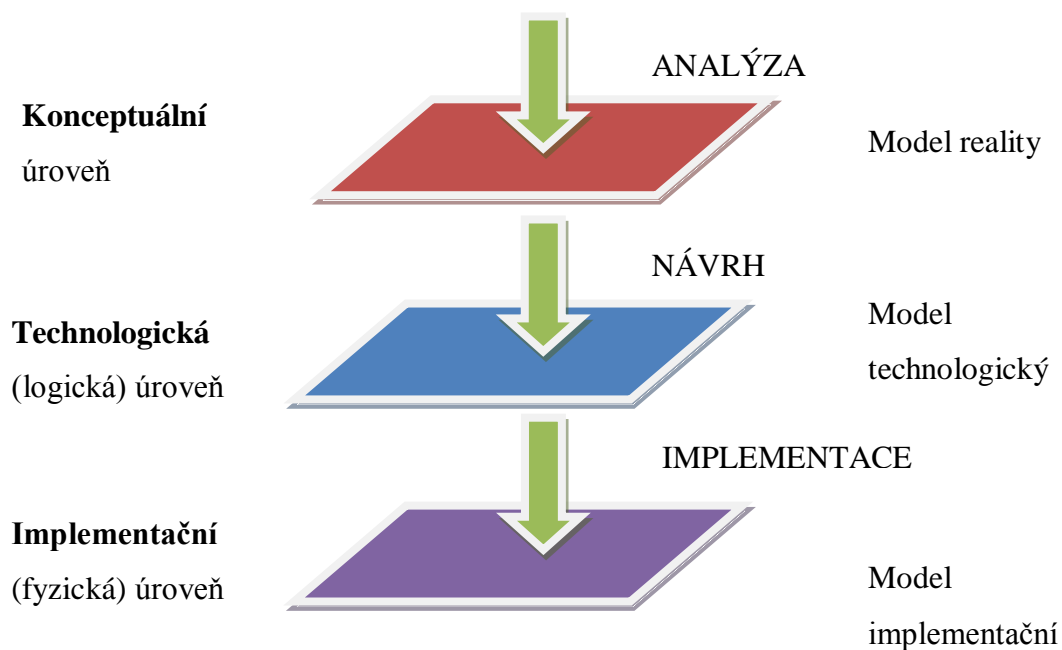 ANALÝZA
Konceptuální
úroveň
Model reality
NÁVRH
Technologická
(logická) úroveň
Model
technologický
IMPLEMENTACE
Implementační
(fyzická) úroveň
Model
implementační